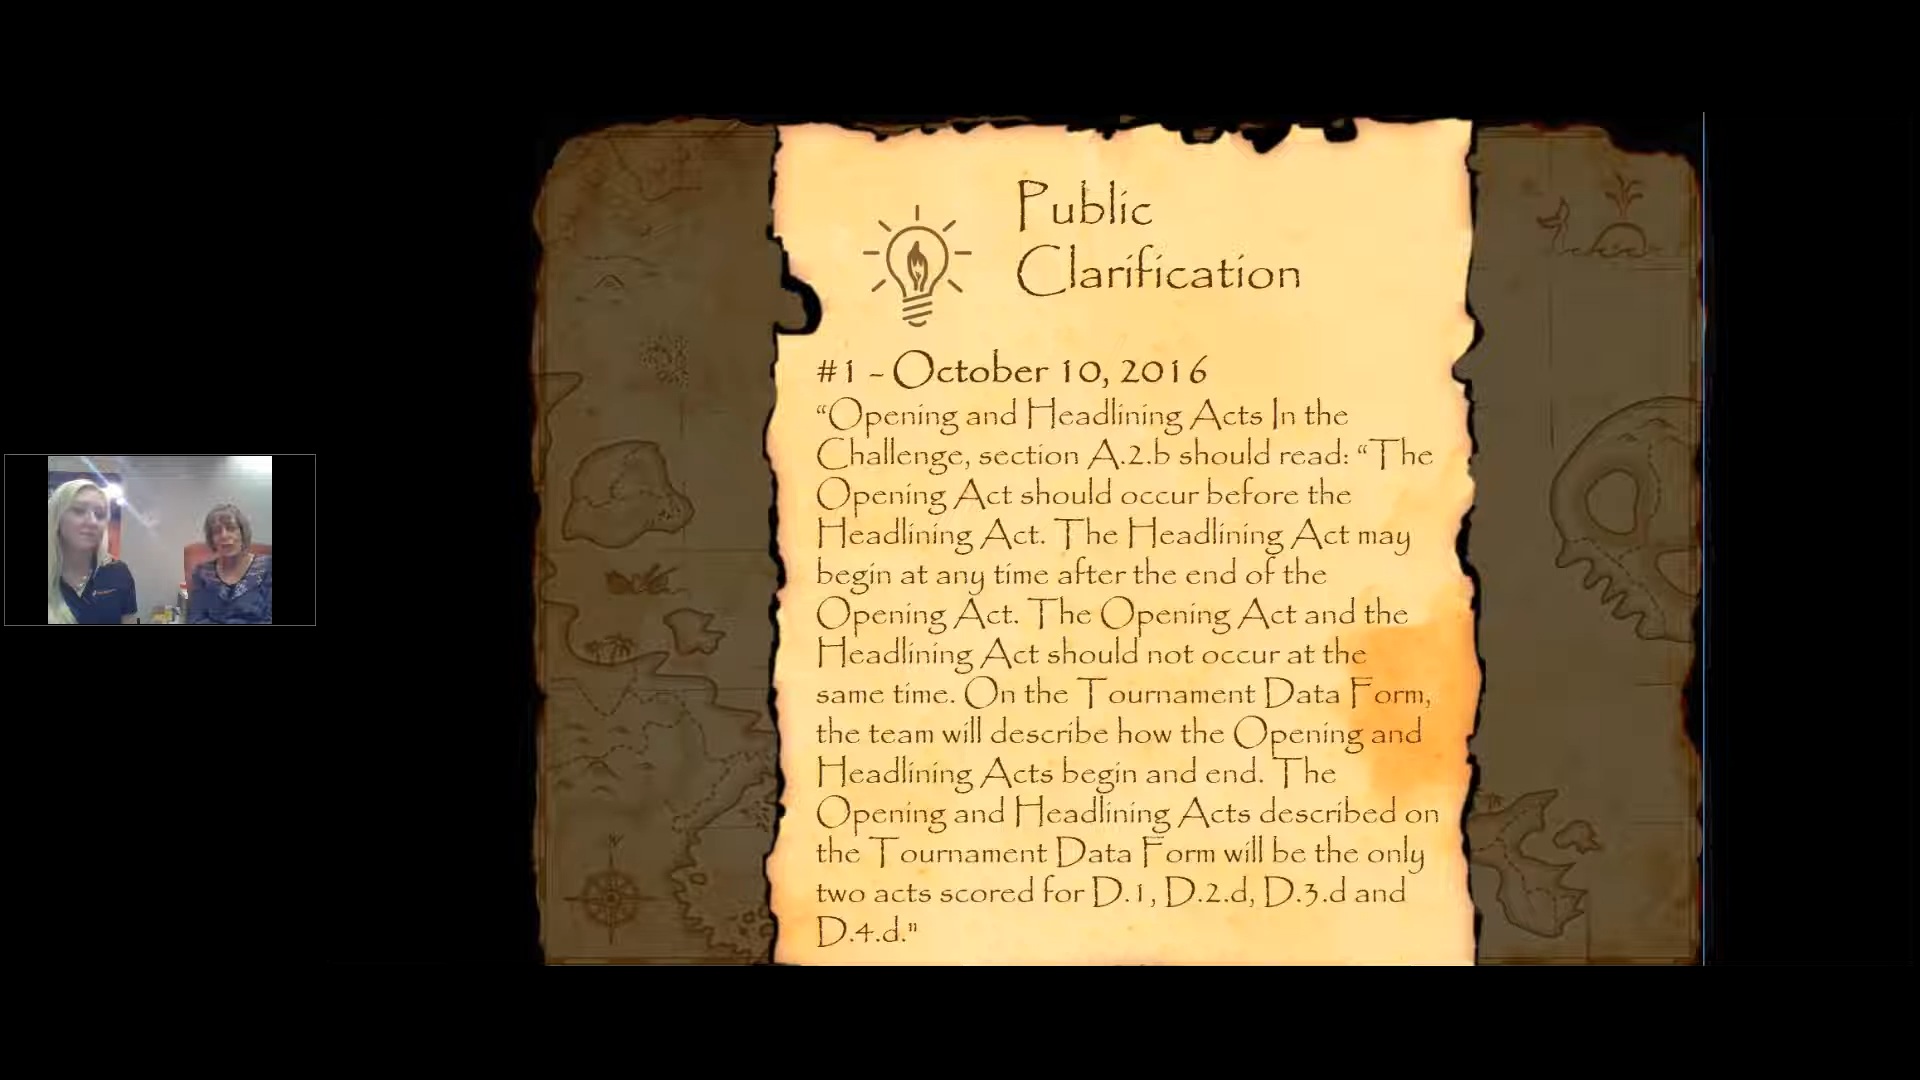 Public
Clarification
#1 - October 10, 2016
“Opening and Headlining Acts In the
Challenge, section A.2.b should read: “The
Opening Act should occur before the
Headlining Act. The Headlining Act may
begin at any time after the end of the
Opening Act. The Opening Act and the
Headlining Act should not occur at the
same time. On the Tournament Data Form,
the team will describe how the Opening and
Headlining Acts begin and end. The
Opening and Headlining Acts described on
the Tournament Data Form will be the only
two acts scored for D.1, D.2.d, D.3.d and
D.4.d.”